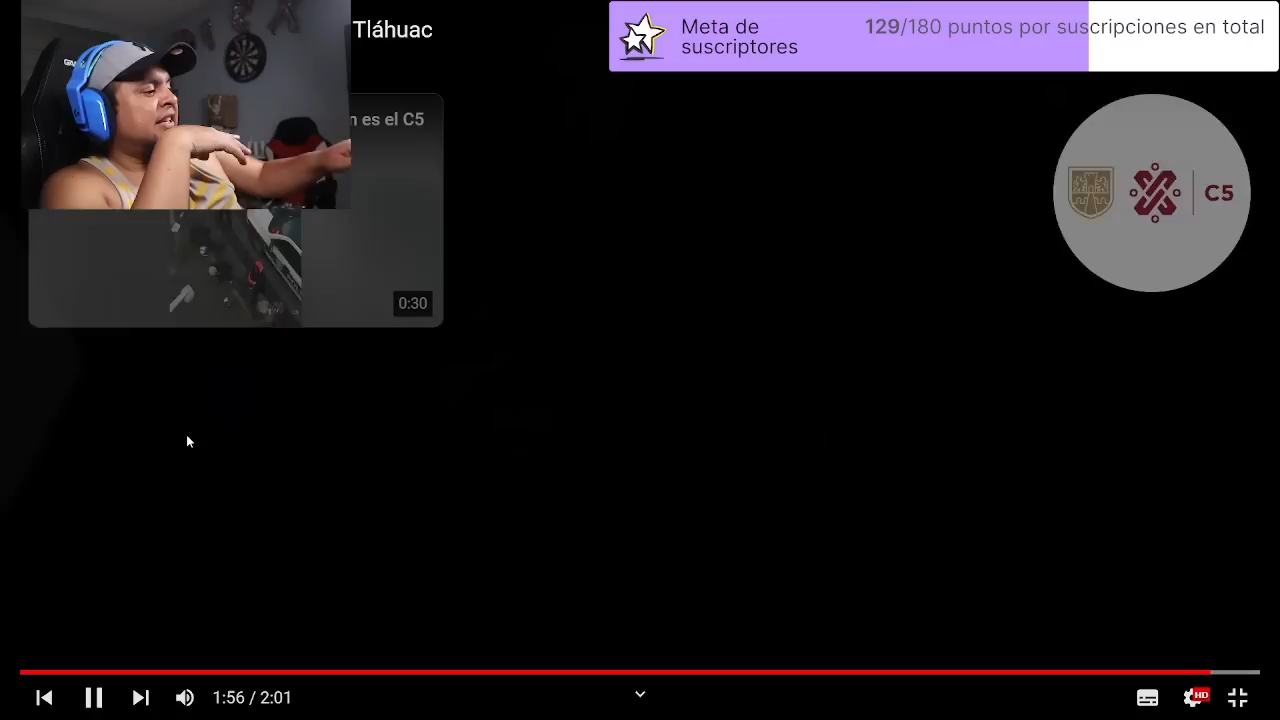 Tláhuac
Meta de
suscriptores
129/180 puntos por suscripciones en total
n es el C5
C5
0:30
1:56 / 2:01
HD